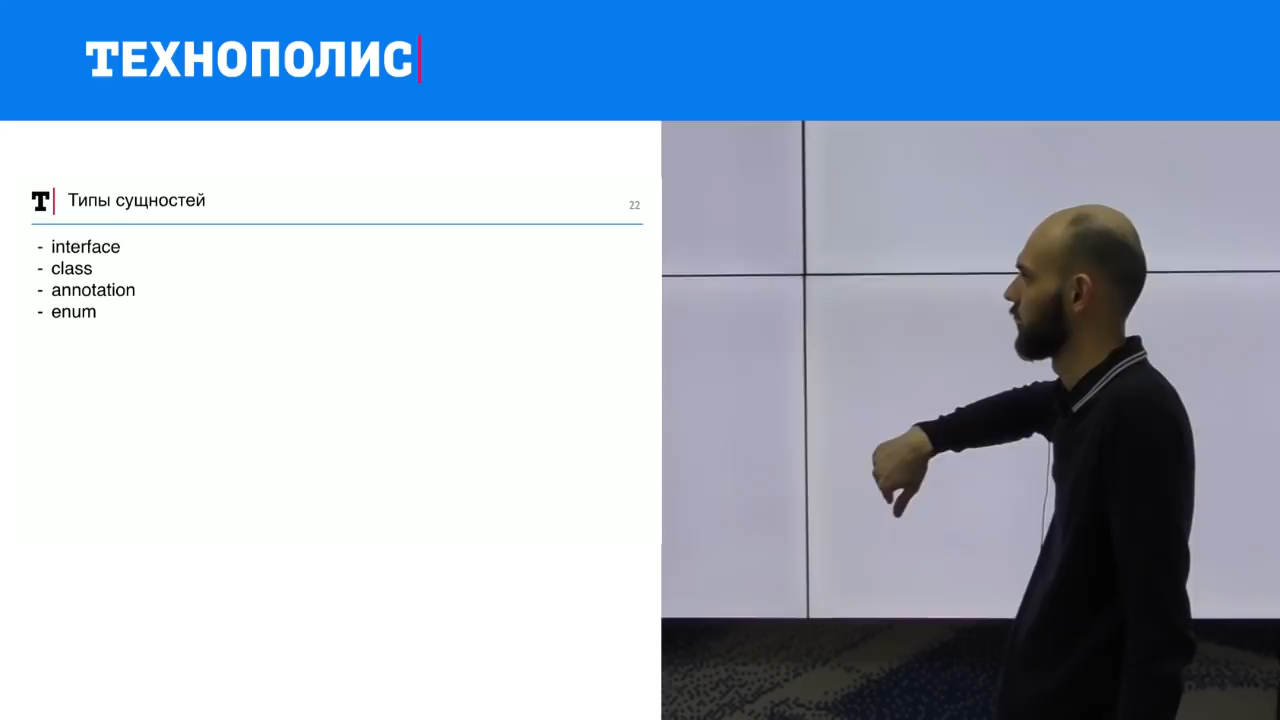 ТЕХНОПОЛИС
Т Типы сущностей
22
- interface
- class
- annotation
- enum